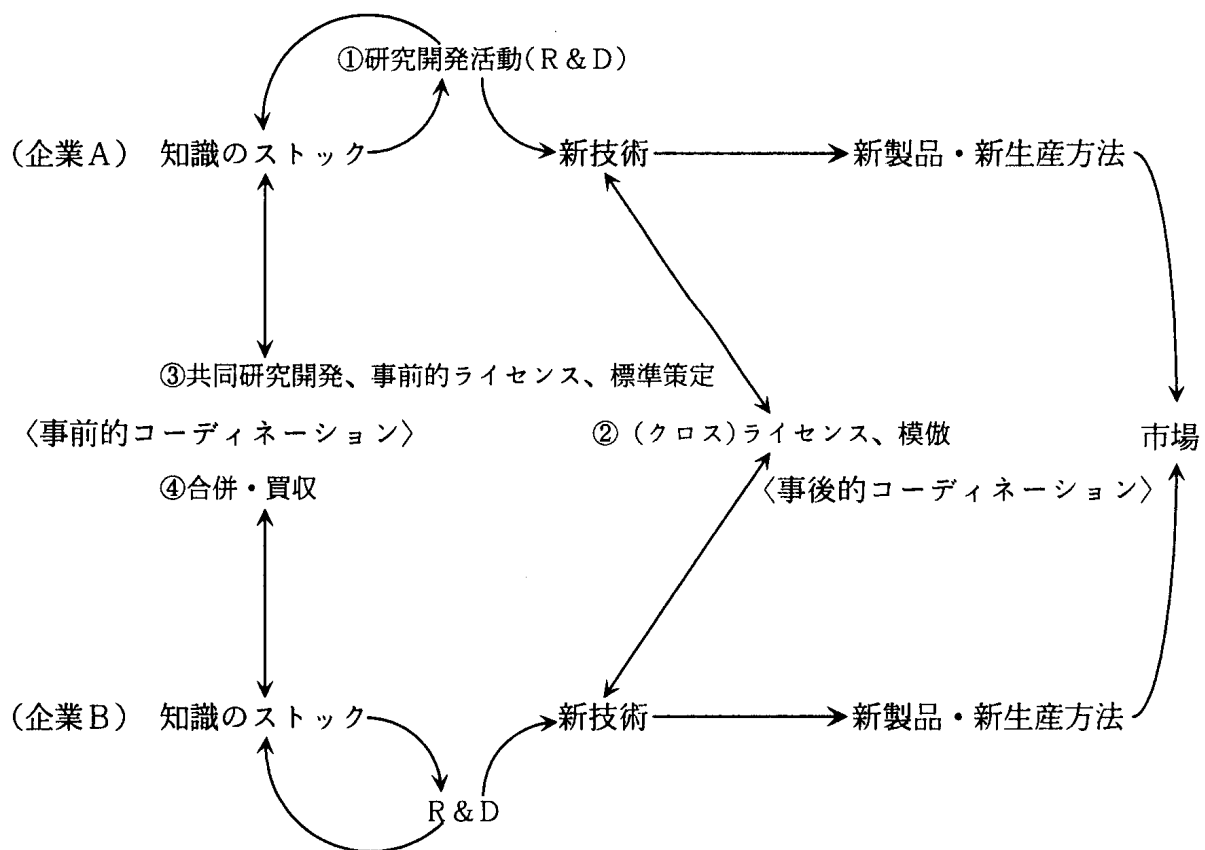 ①研究開発活動(R&D)
(企業A) 知識のストック 新技術 新製品・新生産方法
③共同研究開発、事前的ライセンス、標準策定
〈事前的コーディネーション〉 ②(クロス)ライセンス、模倣 市場
④合併・買収 〈事後的コーディネーション〉
(企業B) 知識のストック 新技術 新製品・新生産方法
R&D